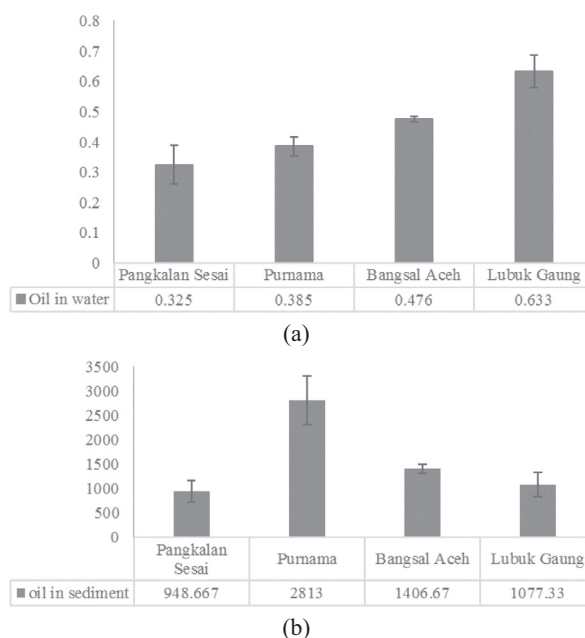 0.8
0.7
0.6
0.5
0.4
0.3
0.2
0.1
0
Pangkalan Sesai Purnama Bangsal Aceh Lubuk Gaung
Oil in water 0.325 0.385 0.476 0.633
(a)
3500
3000
2500
2000
1500
1000
500
0
Pangkalan
Sesai Purnama Bangsal Aceh Lubuk Gaung
oil in sediment 948.667 2813 1406.67 1077.33
(b)